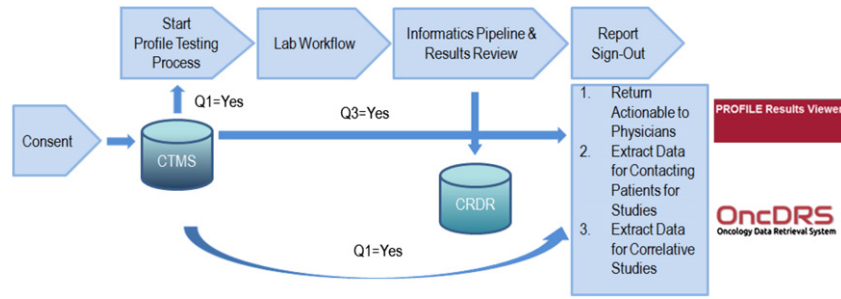 Start
Profile Testing
Process
Lab Workflow
Informatics Pipeline &
Results Review
Report
Sign-Out
Q1=Yes
Q3=Yes
Consent
CTMS
CRDR
Q1=Yes
1. Return
Actionable to
Physicians
2. Extract Data
for Contacting
Patients for
Studies
3. Extract Data
for Correlative
Studies
PROFILE Results Viewer
OncDRS
Oncology Data Retrieval System